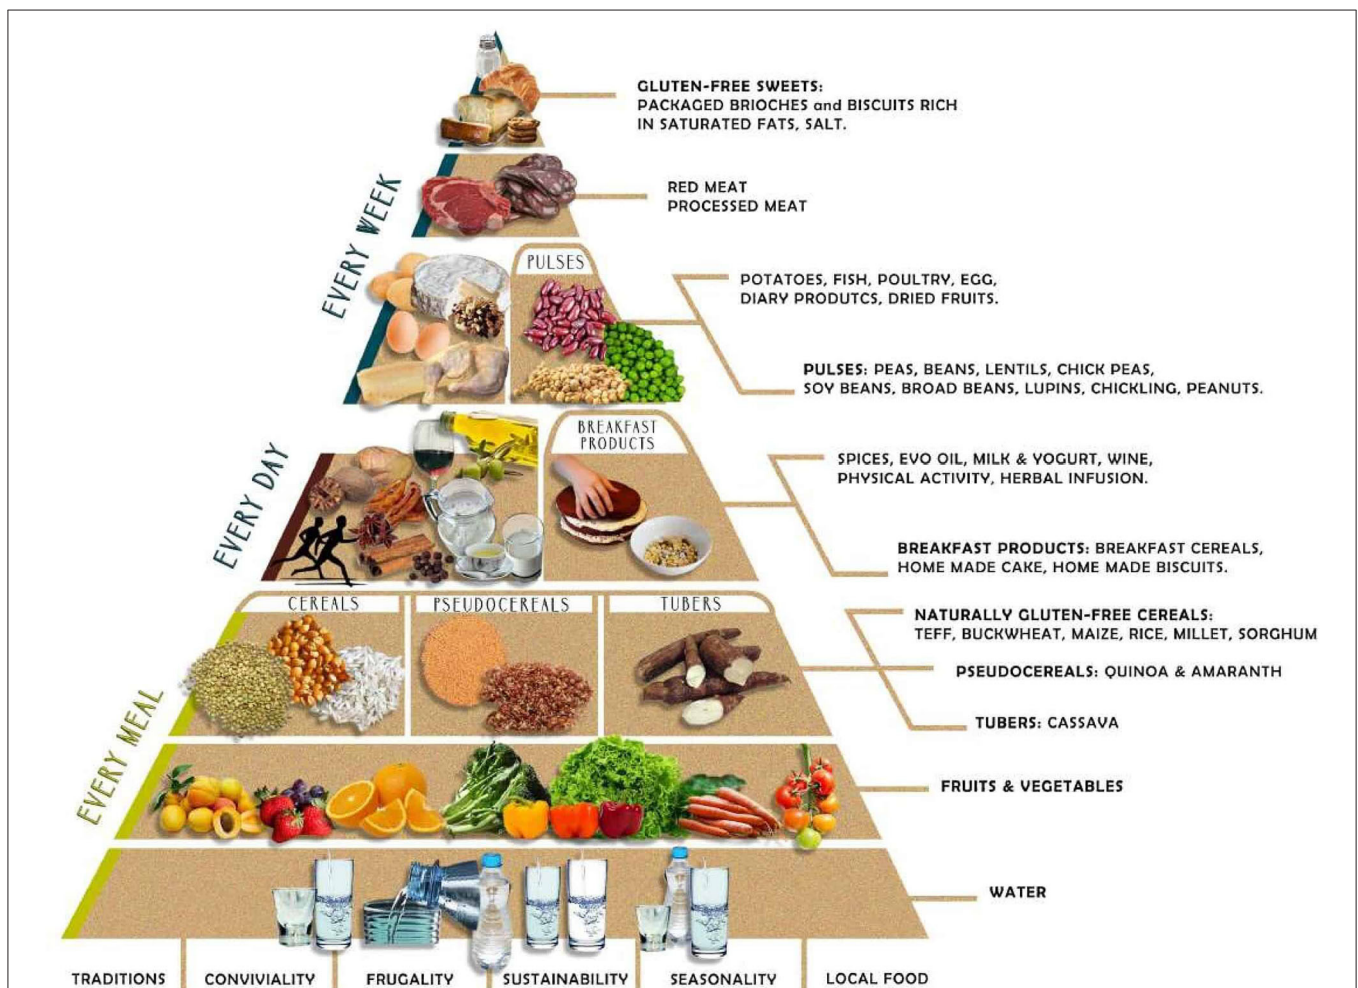 GLUTEN-FREE SWEETS:
PACKAGED BRIOCHES and BISCUITS RICH
IN SATURATED FATS, SALT.
EVERY WEEK
RED MEAT
PROCESSED MEAT
PULSES
POTATOES, FISH, POULTRY, EGG,
DIARY PRODUTCS, DRIED FRUITS.
PULSES: PEAS, BEANS, LENTILS, CHICK PEAS,
SOY BEANS, BROAD BEANS, LUPINS, CHICKLING, PEANUTS.
EVERY DAY
BREAKFAST
PRODUCTS
SPICES, EVO OIL, MILK & YOGURT, WINE,
PHYSICAL ACTIVITY, HERBAL INFUSION.
BREAKFAST PRODUCTS: BREAKFAST CEREALS,
HOME MADE CAKE, HOME MADE BISCUITS.
EVERY MEAL
CEREALS
PSEUDOCEREALS
TUBERS
NATURALLY GLUTEN-FREE CEREALS:
TEFF, BUCKWHEAT, MAIZE, RICE, MILLET, SORGHUM
PSEUDOCEREALS: QUINOA & AMARANTH
TUBERS: CASSAVA
FRUITS & VEGETABLES
WATER
TRADITIONS
CONVIVIALITY
FRUGALITY
SUSTAINABILITY
SEASONALITY
LOCAL FOOD